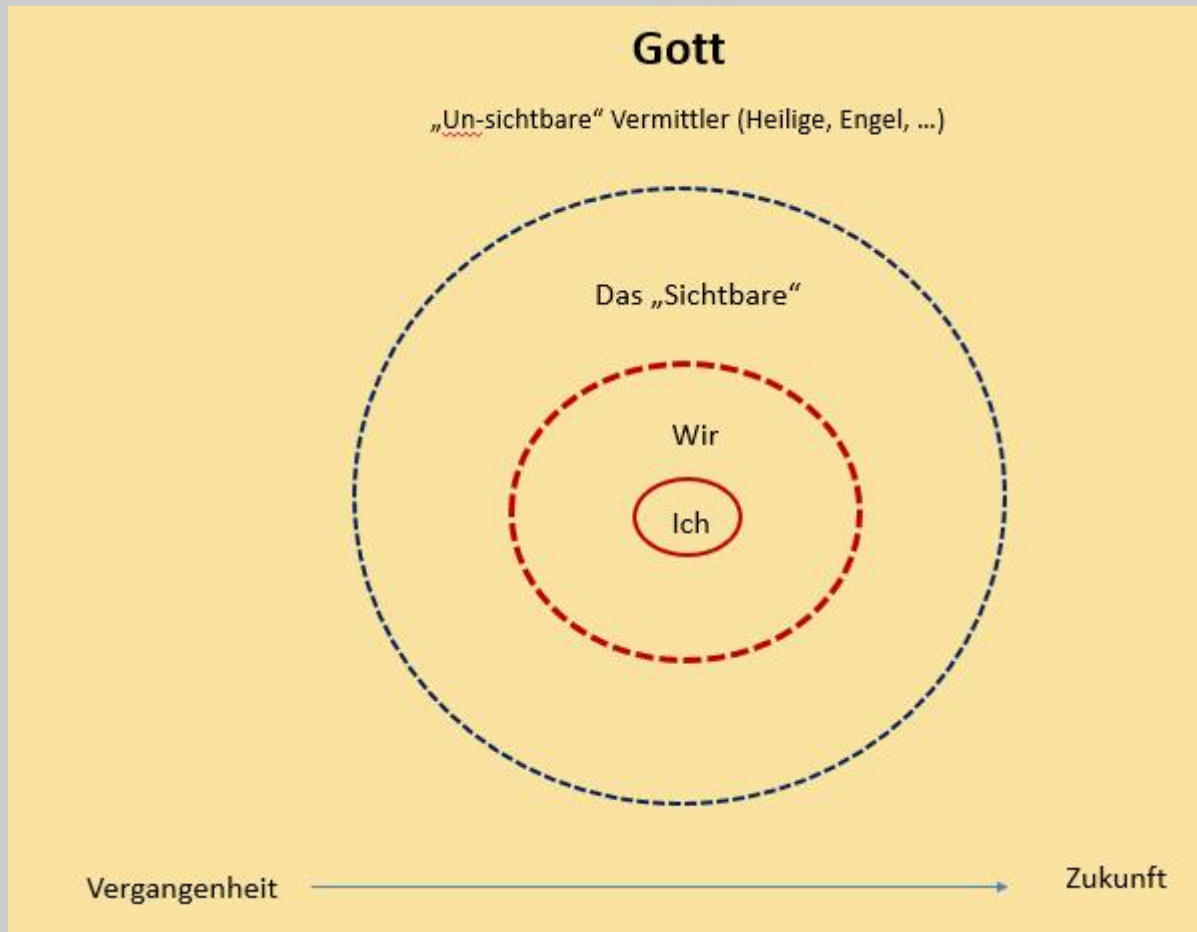 Gott
„Un-sichtbare“ Vermittler (Heilige, Engel, …)
Das „Sichtbare“
Wir
Ich
Vergangenheit
Zukunft